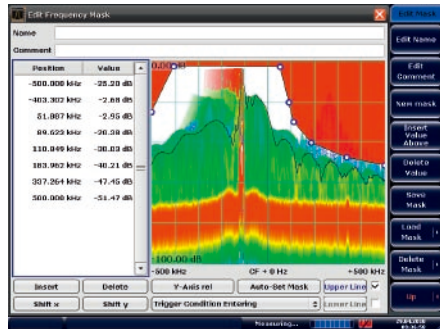 Edit Frequency Mask
Edit Mask
Name
Comment
Position Value
-500.000 kHz -25.20 dB
-403.302 kHz -2.68 dB
51.887 kHz -2.95 dB
89.623 kHz -20.38 dB
110.849 kHz -30.03 dB
183.962 kHz -40.21 dB
337.264 kHz -47.45 dB
500.000 kHz -51.47 dB
0.00 dB
-100.00 dB
-500 kHz CF + 0 Hz +500 kHz
Insert Delete Y-Axis rel Auto-Set Mask Upper Line
Shift x Shift y Trigger Condition Entering Lower Line
Edit Name
Edit Comment
New mask
Insert Value Above
Delete Value
Save Mask
Load Mask
Delete Mask
Up
Measuring...